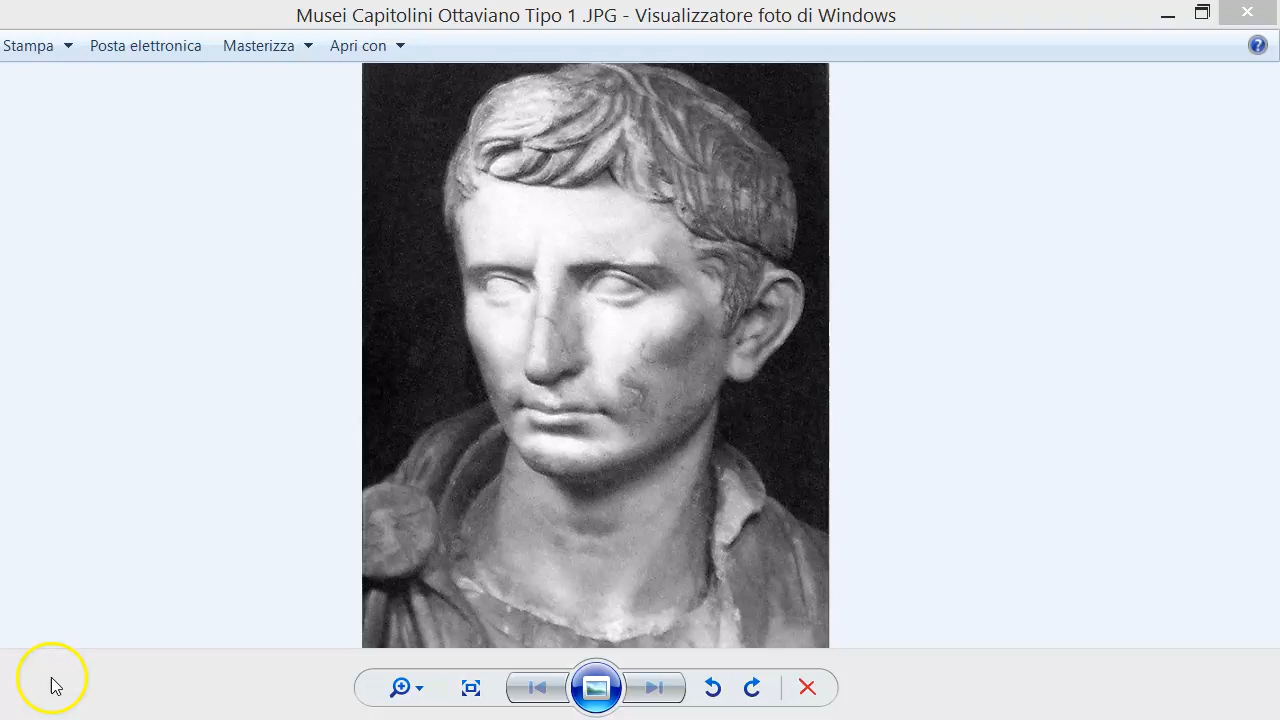 Musei Capitolini Ottaviano Tipo 1 .JPG - Visualizzatore foto di Windows
Stampa Posta elettronica Masterizza Apri con
?